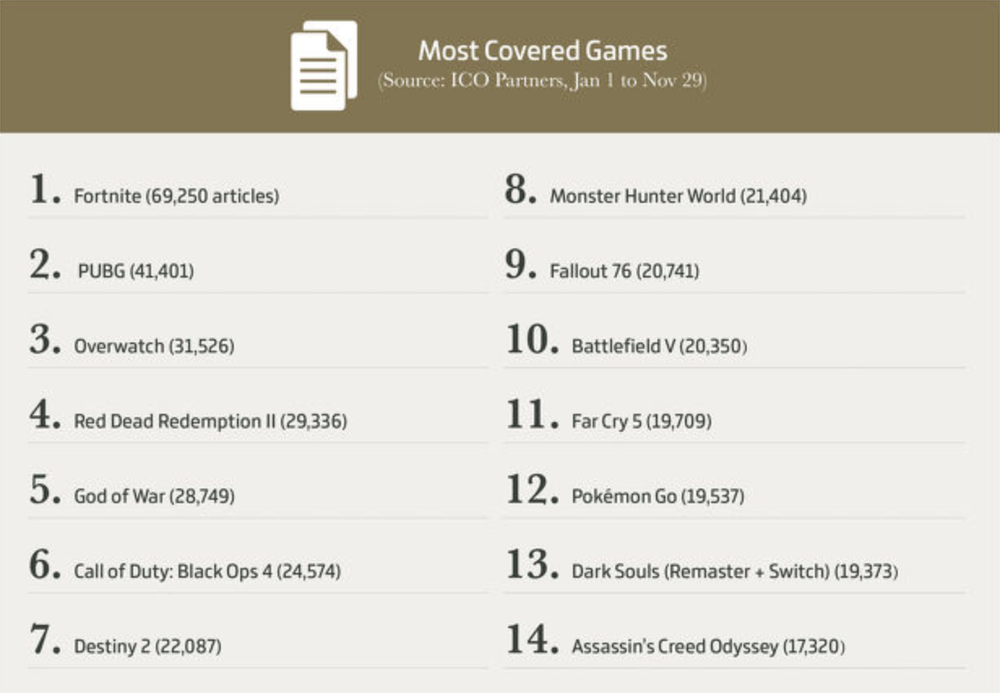 Most Covered Games
(Source: ICO Partners, Jan 1 to Nov 29)
1. Fortnite (69,250 articles)
2. PUBG (41,401)
3. Overwatch (31,526)
4. Red Dead Redemption II (29,336)
5. God of War (28,749)
6. Call of Duty: Black Ops 4 (24,574)
7. Destiny 2 (22,087)
8. Monster Hunter World (21,404)
9. Fallout 76 (20,741)
10. Battlefield V (20,350)
11. Far Cry 5 (19,709)
12. Pokémon Go (19,537)
13. Dark Souls (Remaster + Switch) (19,373)
14. Assassin's Creed Odyssey (17,320)